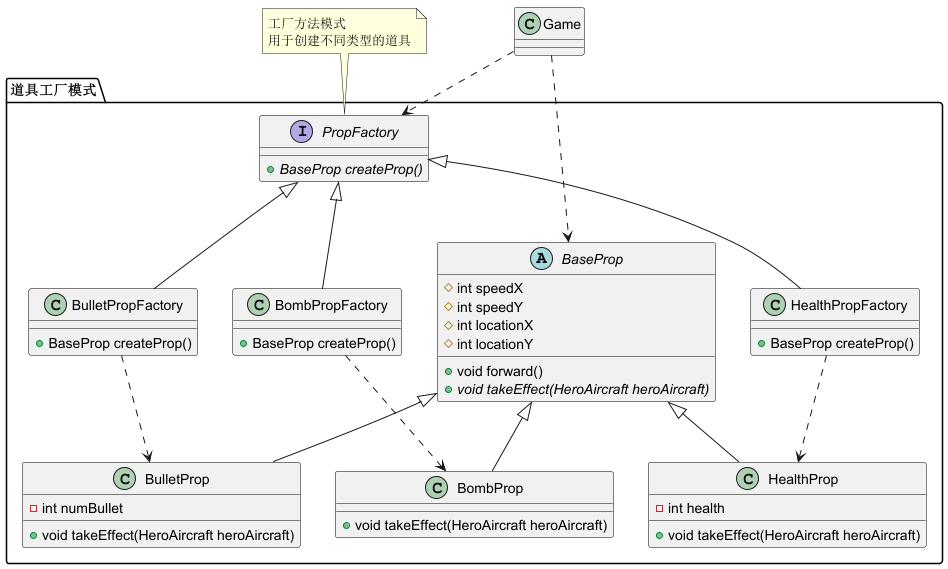 工厂方法模式
用于创建不同类型的道具
C Game
道具工厂模式
I PropFactory
BaseProp createProp()
A BaseProp
int speedX
int speedY
int locationX
int locationY
void forward()
void takeEffect(HeroAircraft heroAircraft)
C BulletPropFactory
BaseProp createProp()
C BombPropFactory
BaseProp createProp()
C HealthPropFactory
BaseProp createProp()
C BulletProp
int numBullet
void takeEffect(HeroAircraft heroAircraft)
C BombProp
void takeEffect(HeroAircraft heroAircraft)
C HealthProp
int health
void takeEffect(HeroAircraft heroAircraft)